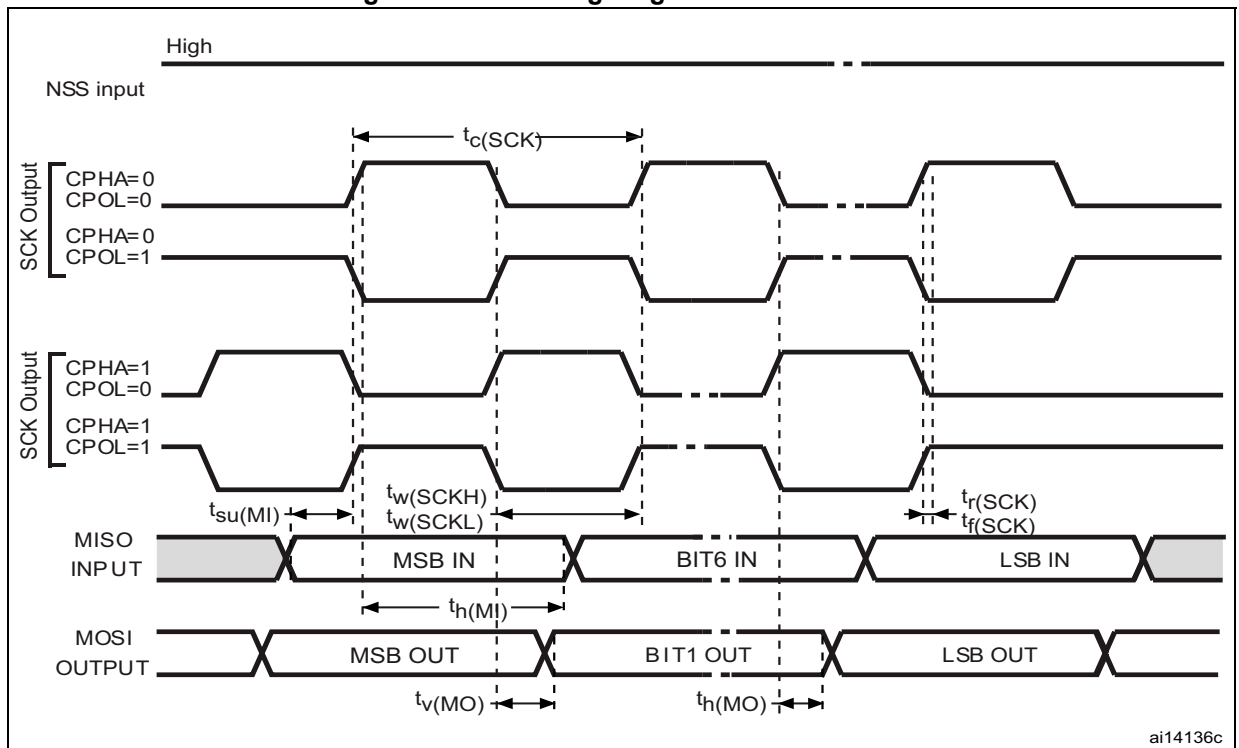 High
NSS input
tc(SCK)
SCK Output
CPHA=0
CPOL=0
CPHA=0
CPOL=1
SCK Output
CPHA=1
CPOL=0
CPHA=1
CPOL=1
tsu(MI)
tw(SCKH)
tw(SCKL)
tr(SCK)
tf(SCK)
MISO
INPUT
MSB IN
BIT6 IN
LSB IN
th(MI)
MOSI
OUTPUT
MSB OUT
BIT1 OUT
LSB OUT
tv(MO)
th(MO)
ai14136c